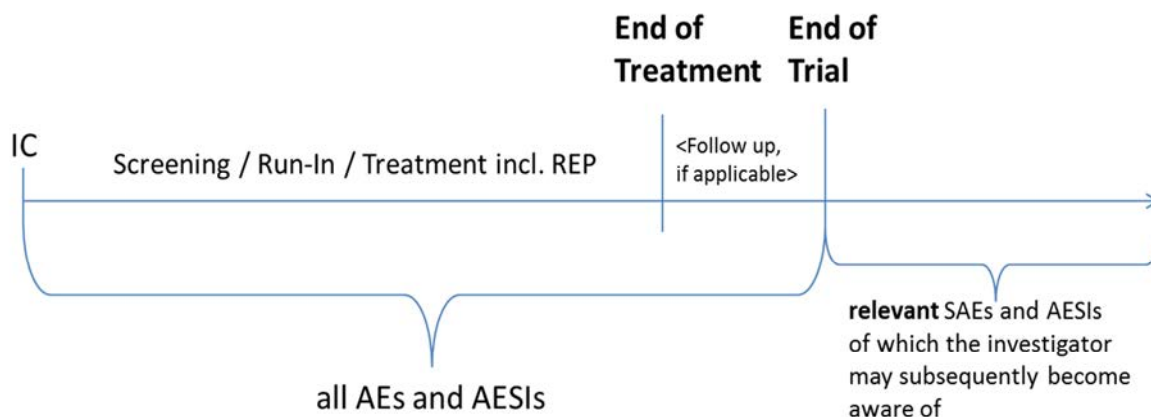 End of
Treatment
End of
Trial
IC
Screening / Run-In / Treatment incl. REP
<Follow up,
if applicable>
all AEs and AESIs
relevant SAEs and AESIs
of which the investigator
may subsequently become
aware of